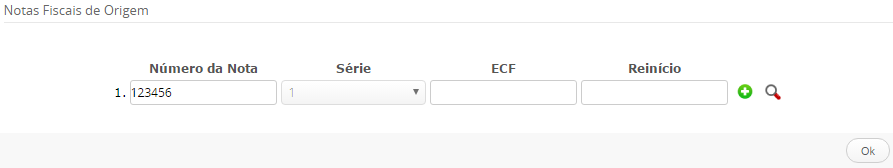 Notas Fiscais de Origem
Número da Nota Série ECF Reinício
1. 123456 1
Ok